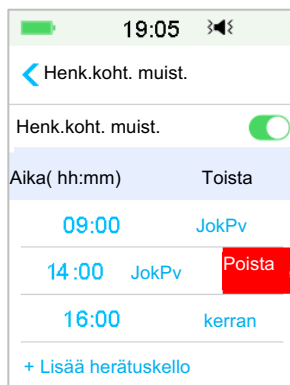 19:05
Henk.koht. muist.
Henk.koht. muist.
Aika( hh:mm) Toista
09:00 JokPv
14:00 JokPv Poista
16:00 kerran
+ Lisää herätuskello